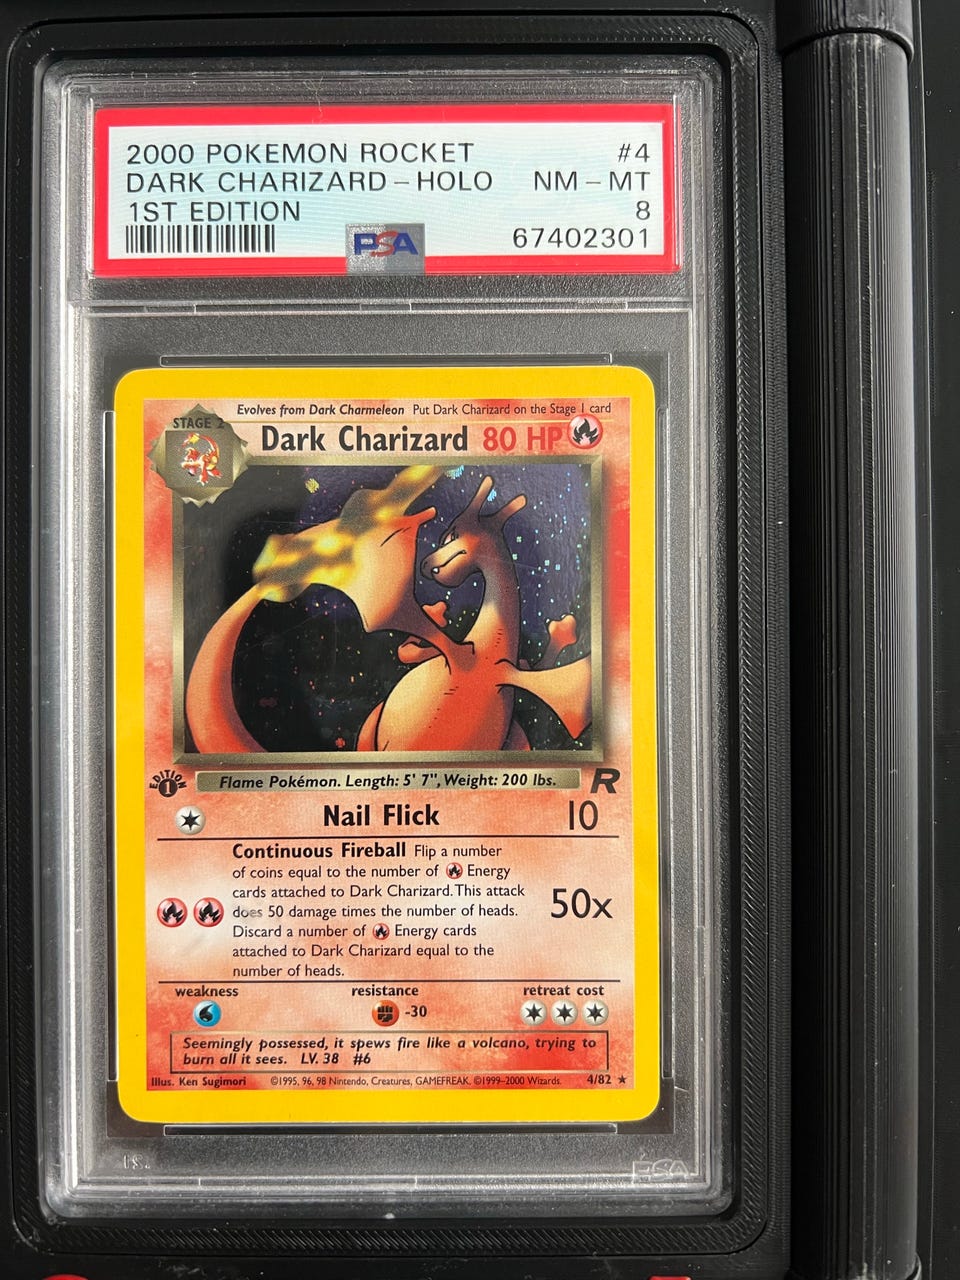 2000 POKEMON ROCKET #4
DARK CHARIZARD - HOLO NM - MT
1ST EDITION 8
PSA 67402301
Evolves from Dark Charmeleon Put Dark Charizard on the Stage 1 card
STAGE 2
Dark Charizard 80 HP
EDITION 1
Flame Pokémon. Length: 5' 7", Weight: 200 lbs. R
Nail Flick 10
Continuous Fireball Flip a number
of coins equal to the number of Energy
cards attached to Dark Charizard. This attack
does 50 damage times the number of heads.
Discard a number of Energy cards
attached to Dark Charizard equal to the
number of heads.
50x
weakness resistance retreat cost
-30
Seemingly possessed, it spews fire like a volcano, trying to
burn all it sees. LV. 38 #6
Illus. Ken Sugimori ©1995, 96, 98 Nintendo, Creatures, GAMEFREAK. ©1999-2000 Wizards. 4/82 ★
PSA